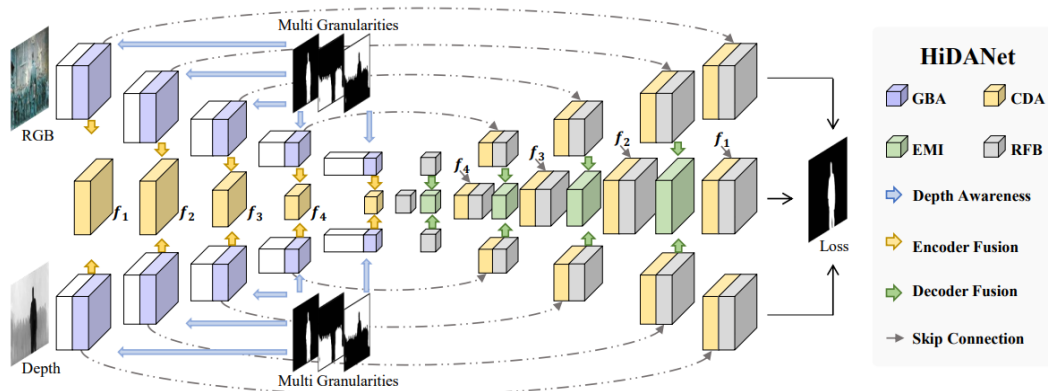 Multi Granularities
RGB
f1
f2
f3
f4
f4
f3
f2
f1
Loss
Depth
Multi Granularities
HiDANet
GBA
CDA
EMI
RFB
Depth Awareness
Encoder Fusion
Decoder Fusion
Skip Connection